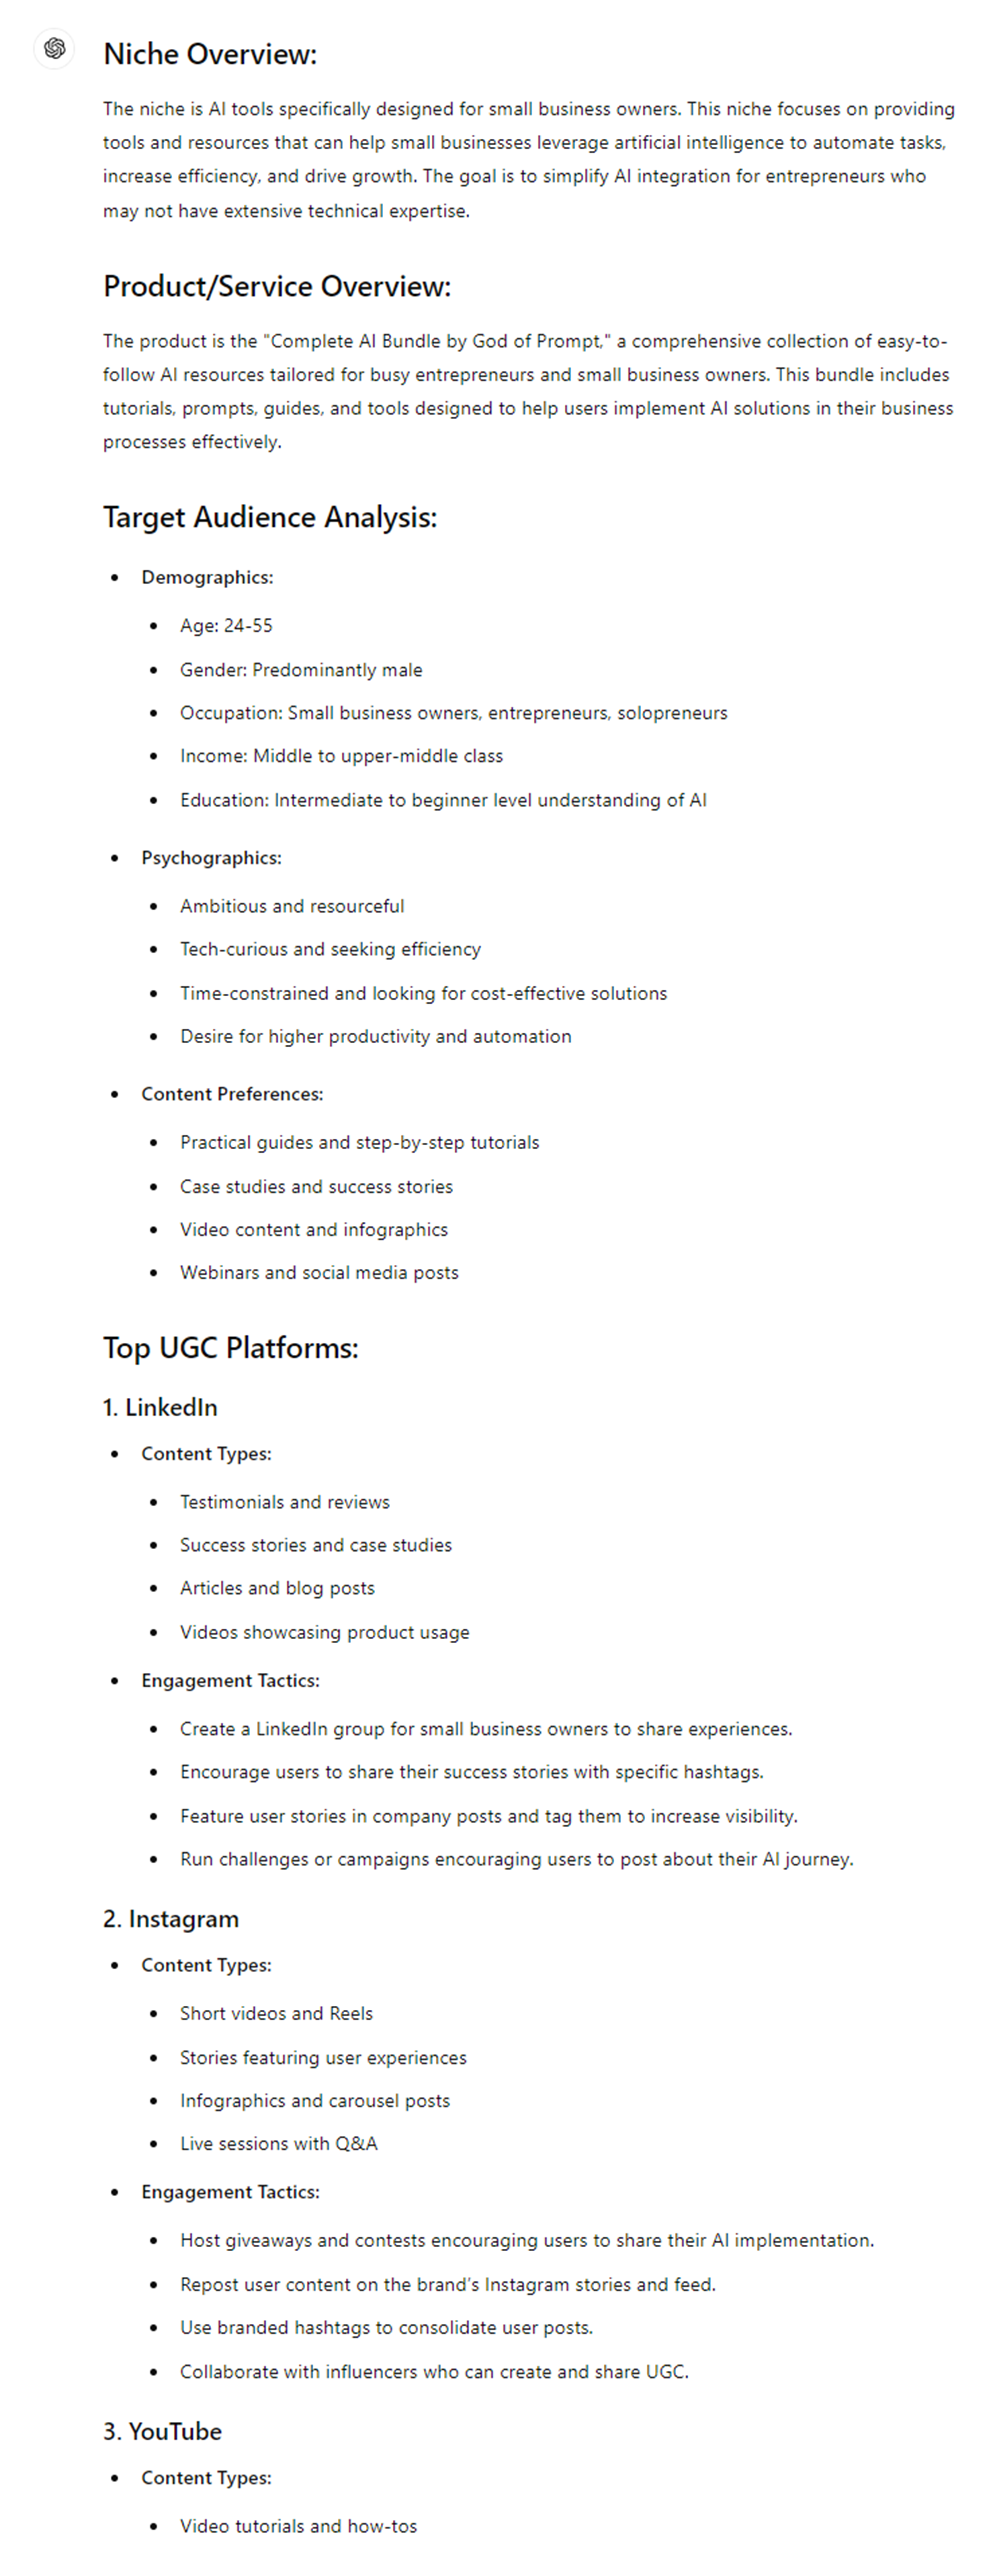 Niche Overview:
The niche is AI tools specifically designed for small business owners. This niche focuses on providing
tools and resources that can help small businesses leverage artificial intelligence to automate tasks,
increase efficiency, and drive growth. The goal is to simplify AI integration for entrepreneurs who
may not have extensive technical expertise.
Product/Service Overview:
The product is the "Complete AI Bundle by God of Prompt," a comprehensive collection of easy-to-
follow AI resources tailored for busy entrepreneurs and small business owners. This bundle includes
tutorials, prompts, guides, and tools designed to help users implement AI solutions in their business
processes effectively.
Target Audience Analysis:
• Demographics:
• Age: 24-55
• Gender: Predominantly male
• Occupation: Small business owners, entrepreneurs, solopreneurs
• Income: Middle to upper-middle class
• Education: Intermediate to beginner level understanding of AI
• Psychographics:
• Ambitious and resourceful
• Tech-curious and seeking efficiency
• Time-constrained and looking for cost-effective solutions
• Desire for higher productivity and automation
• Content Preferences:
• Practical guides and step-by-step tutorials
• Case studies and success stories
• Video content and infographics
• Webinars and social media posts
Top UGC Platforms:
1. LinkedIn
• Content Types:
• Testimonials and reviews
• Success stories and case studies
• Articles and blog posts
• Videos showcasing product usage
• Engagement Tactics:
• Create a LinkedIn group for small business owners to share experiences.
• Encourage users to share their success stories with specific hashtags.
• Feature user stories in company posts and tag them to increase visibility.
• Run challenges or campaigns encouraging users to post about their AI journey.
2. Instagram
• Content Types:
• Short videos and Reels
• Stories featuring user experiences
• Infographics and carousel posts
• Live sessions with Q&A
• Engagement Tactics:
• Host giveaways and contests encouraging users to share their AI implementation.
• Repost user content on the brand's Instagram stories and feed.
• Use branded hashtags to consolidate user posts.
• Collaborate with influencers who can create and share UGC.
3. YouTube
• Content Types:
• Video tutorials and how-tos